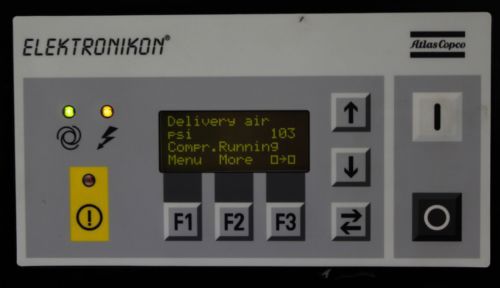 ELEKTRONIKON®
Atlas Copco
Delivery air
psi 103
Compr.Running
Menu More □→□
F1 F2 F3